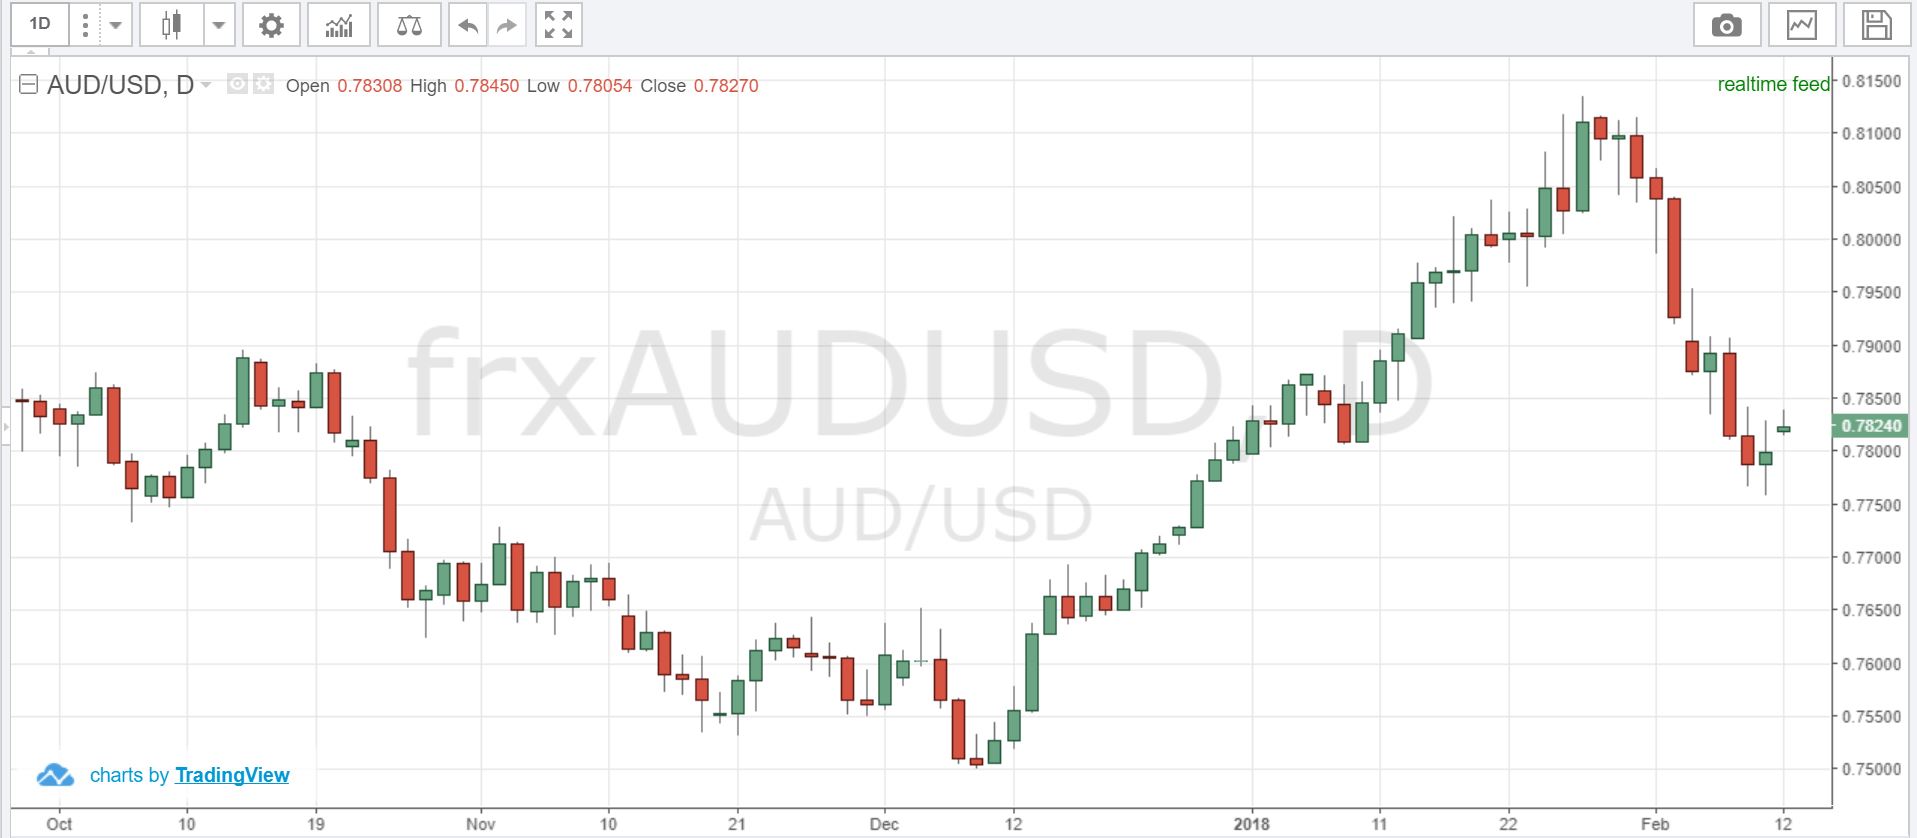 1D
AUD/USD, D Open 0.78308 High 0.78450 Low 0.78054 Close 0.78270
realtime feed
0.81500
0.81000
0.80500
0.80000
0.79500
0.79000
0.78500
0.78240
0.78000
0.77500
0.77000
0.76500
0.76000
0.75500
0.75000
frxAUDUSD, D
AUD/USD
charts by TradingView
Oct 10 19 Nov 10 21 Dec 12 2018 11 22 Feb 12